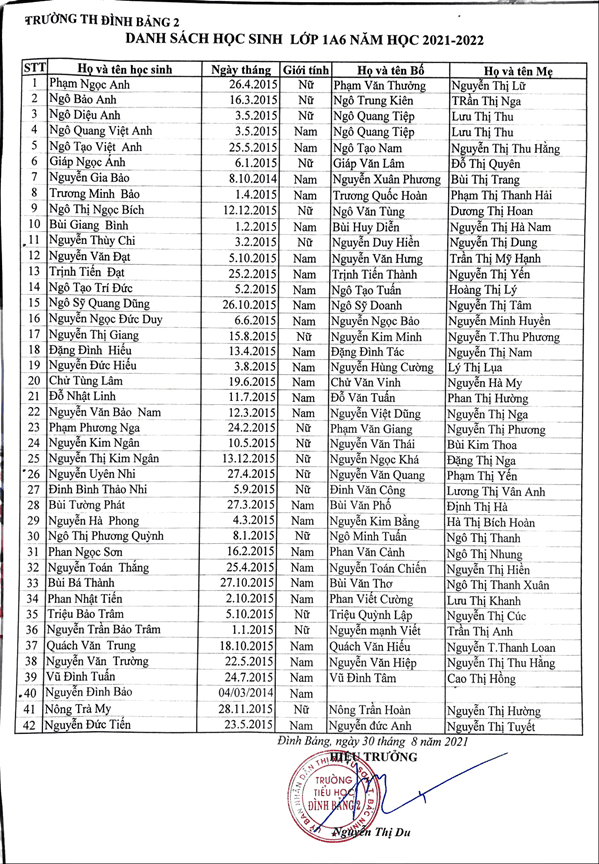 TRƯỜNG TH ĐÌNH BẢNG 2
DANH SÁCH HỌC SINH LỚP 1A6 NĂM HỌC 2021-2022
STT Họ và tên học sinh Ngày tháng Giới tính Họ và tên Bố Họ và tên Mẹ
1 Phạm Ngọc Anh 26.4.2015 Nữ Phạm Văn Thưởng Nguyễn Thị Lữ
2 Ngô Bảo Anh 16.3.2015 Nữ Ngô Trung Kiên TRần Thị Nga
3 Ngô Diệu Anh 3.5.2015 Nữ Ngô Quang Tiệp Lưu Thị Thu
4 Ngô Quang Việt Anh 3.5.2015 Nam Ngô Quang Tiệp Lưu Thị Thu
5 Ngô Tạo Việt Anh 25.5.2015 Nam Ngô Tạo Nam Nguyễn Thị Thu Hằng
6 Giáp Ngọc Ánh 6.1.2015 Nữ Giáp Văn Lâm Đỗ Thị Quyên
7 Nguyễn Gia Bảo 8.10.2014 Nam Nguyễn Xuân Phương Bùi Thị Trang
8 Trương Minh Bảo 1.4.2015 Nam Trương Quốc Hoàn Phạm Thị Thanh Hải
9 Ngô Thị Ngọc Bích 12.12.2015 Nữ Ngô Văn Tùng Dương Thị Hoan
10 Bùi Giang Bình 1.2.2015 Nam Bùi Huy Diễn Nguyễn Thị Hà Nam
11 Nguyễn Thùy Chi 3.2.2015 Nữ Nguyễn Duy Hiền Nguyễn Thị Dung
12 Nguyễn Văn Đạt 5.10.2015 Nam Nguyễn Văn Hưng Trần Thị Mỹ Hạnh
13 Trịnh Tiến Đạt 25.2.2015 Nam Trịnh Tiến Thành Nguyễn Thị Yến
14 Ngô Tạo Trí Đức 5.2.2015 Nam Ngô Tạo Tuấn Hoàng Thị Lý
15 Ngô Sỹ Quang Dũng 26.10.2015 Nam Ngô Sỹ Doanh Nguyễn Thị Tâm
16 Nguyễn Ngọc Đức Duy 6.6.2015 Nam Nguyễn Ngọc Bảo Nguyễn Minh Huyền
17 Nguyễn Thị Giang 15.8.2015 Nữ Nguyễn Kim Minh Nguyễn T.Thu Phương
18 Đặng Đình Hiếu 13.4.2015 Nam Đặng Đình Tác Nguyễn Thị Nam
19 Nguyễn Đức Hiếu 3.8.2015 Nam Nguyễn Hùng Cường Lý Thị Lụa
20 Chử Tùng Lâm 19.6.2015 Nam Chử Văn Vinh Nguyễn Hà My
21 Đỗ Nhật Linh 11.7.2015 Nam Đỗ Văn Tuấn Phan Thị Hường
22 Nguyễn Văn Bảo Nam 12.3.2015 Nam Nguyễn Việt Dũng Nguyễn Thị Nga
23 Phạm Phương Nga 24.2.2015 Nữ Phạm Văn Giang Nguyễn Thị Phương
24 Nguyễn Kim Ngân 10.5.2015 Nữ Nguyễn Văn Thái Bùi Kim Thoa
25 Nguyễn Thị Kim Ngân 13.12.2015 Nữ Nguyễn Ngọc Khá Đặng Thị Nga
26 Nguyễn Uyên Nhi 27.4.2015 Nữ Nguyễn Văn Quang Phạm Thị Yến
27 Đinh Bình Thảo Nhi 5.9.2015 Nữ Đinh Văn Công Lương Thị Vân Anh
28 Bùi Tường Phát 27.3.2015 Nam Bùi Văn Phố Định Thị Hà
29 Nguyễn Hà Phong 4.3.2015 Nam Nguyễn Kim Bằng Hà Thị Bích Hoàn
30 Ngô Thị Phương Quỳnh 8.1.2015 Nữ Ngô Minh Tuấn Ngô Thị Thanh
31 Phan Ngọc Sơn 16.2.2015 Nam Phan Văn Cảnh Ngô Thị Nhung
32 Nguyễn Toán Thắng 25.4.2015 Nam Nguyễn Toán Chiến Nguyễn Thị Hiền
33 Bùi Bá Thành 27.10.2015 Nam Bùi Văn Thơ Ngô Thị Thanh Xuân
34 Phan Nhật Tiến 2.10.2015 Nam Phan Viết Cường Lưu Thị Khanh
35 Triệu Bảo Trâm 5.10.2015 Nữ Triệu Quỳnh Lập Nguyễn Thị Cúc
36 Nguyễn Trần Bảo Trâm 1.1.2015 Nữ Nguyễn mạnh Viết Trần Thị Anh
37 Quách Văn Trung 18.10.2015 Nam Quách Văn Hiếu Nguyễn T.Thanh Loan
38 Nguyễn Văn Trường 22.5.2015 Nam Nguyễn Văn Hiệp Nguyễn Thị Thu Hằng
39 Vũ Đình Tuấn 24.7.2015 Nam Vũ Đình Tâm Cao Thị Hồng
40 Nguyễn Đình Bảo 04/03/2014 Nam
41 Nông Trà My 28.11.2015 Nữ Nông Trần Hoàn Nguyễn Thị Hường
42 Nguyễn Đức Tiến 23.5.2015 Nam Nguyễn đức Anh Nguyễn Thị Tuyết
Đình Bảng, ngày 30 tháng 8 năm 2021
HIỆU TRƯỞNG
TRƯỜNG
TIỂU HỌC
ĐÌNH BẢNG 2
Nguyễn Thị Du